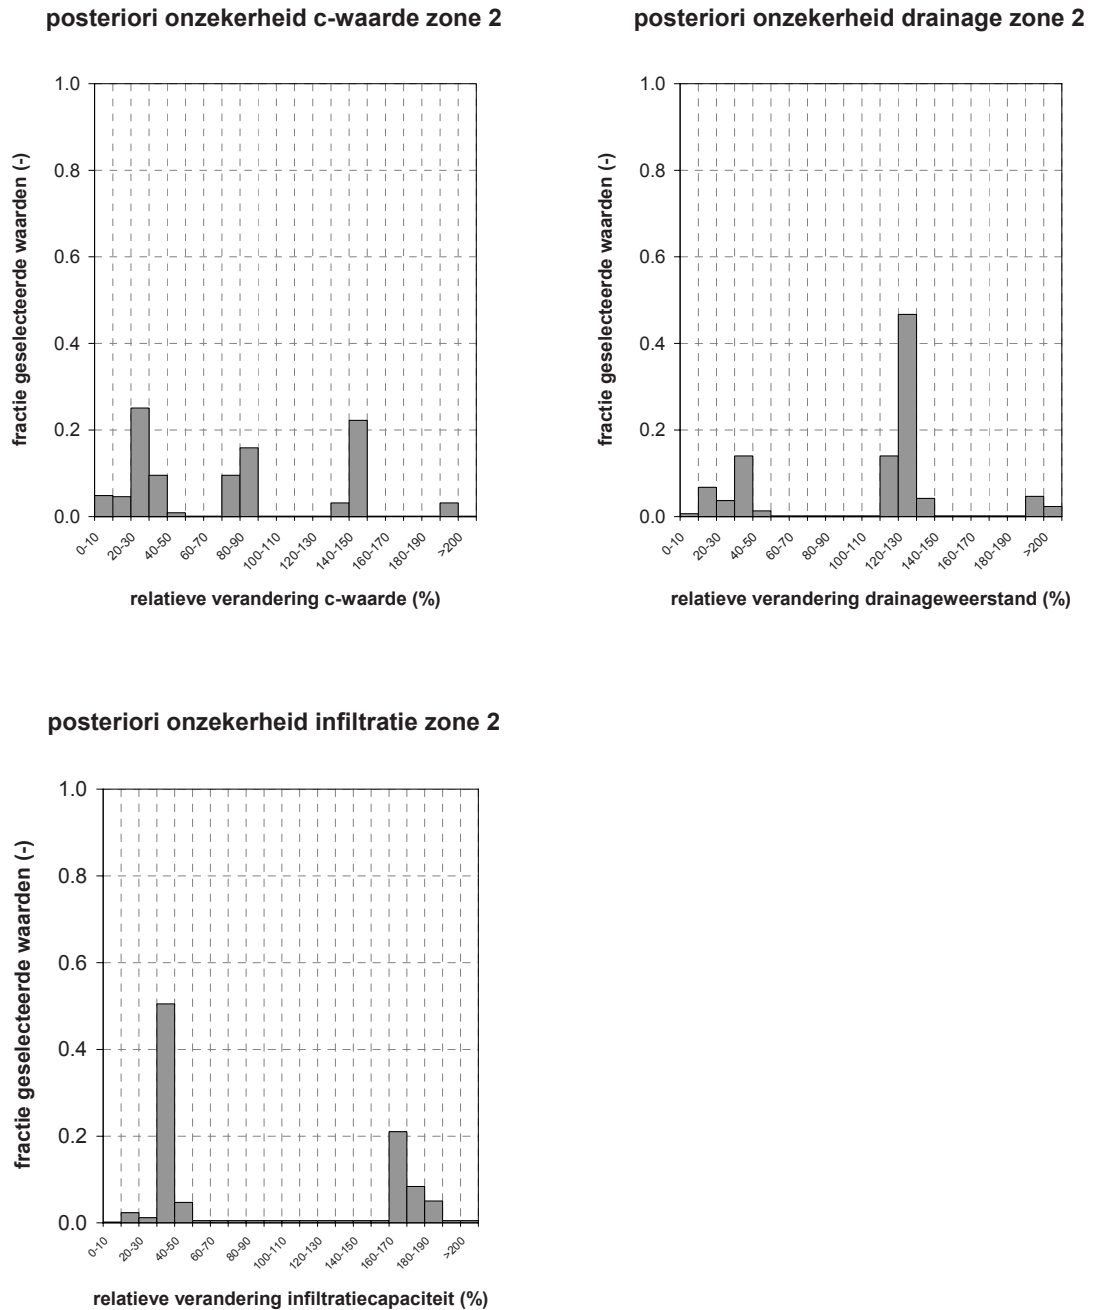 posteriori onzekerheid c-waarde zone 2
fractie geselecteerde waarden (-)
1.0
0.8
0.6
0.4
0.2
0.0
0-10 20-30 40-50 60-70 80-90 100-110 120-130 140-150 160-170 180-190 >200
relatieve verandering c-waarde (%)
posteriori onzekerheid drainage zone 2
fractie geselecteerde waarden (-)
1.0
0.8
0.6
0.4
0.2
0.0
0-10 20-30 40-50 60-70 80-90 100-110 120-130 140-150 160-170 180-190 >200
relatieve verandering drainageweerstand (%)
posteriori onzekerheid infiltratie zone 2
fractie geselecteerde waarden (-)
1.0
0.8
0.6
0.4
0.2
0.0
0-10 20-30 40-50 60-70 80-90 100-110 120-130 140-150 160-170 180-190 >200
relatieve verandering infiltratiecapaciteit (%)